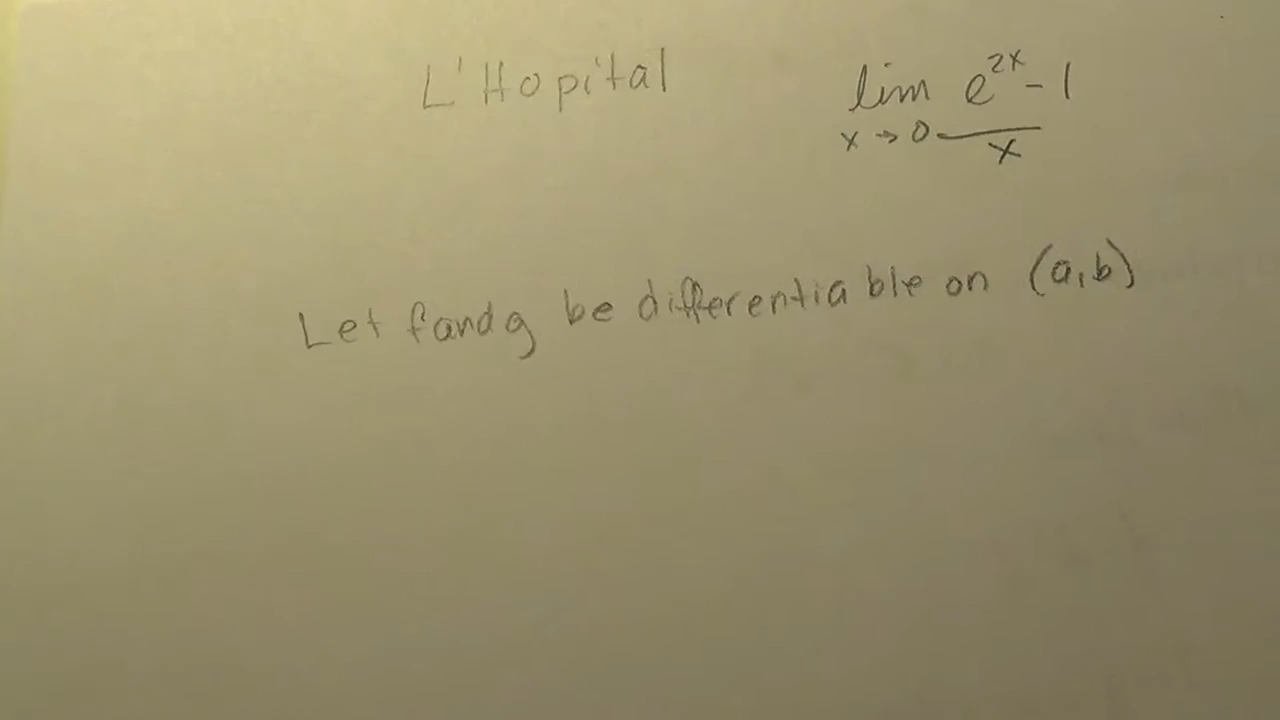 L'Hopital
lim e^{2x} - 1
x → 0 x
Let f and g be differentiable on (a,b)